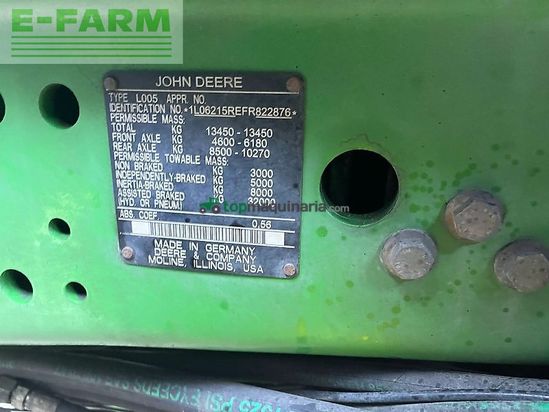 E-FARM
JOHN DEERE
TYPE L005 APPR. NO.
IDENTIFICATION NO.*1L06215REFR822876*
PERMISSIBLE MASS:
TOTAL KG 13450 - 13450
FRONT AXLE KG 4600 - 6180
REAR AXLE KG 8500 - 10270
PERMISSIBLE TOWABLE MASS:
NON BRAKED KG 3000
INDEPENDENTLY-BRAKED KG 5000
INERTIA-BRAKED KG 8000
ASSISTED BRAKED KG 32000
(HYD. OR PNEUM.)
topmaquinaria.com
ABS. COEF. 0.56
MADE IN GERMANY
DEERE & COMPANY
MOLINE, ILLINOIS, USA
PSI EXCEEDS SAE